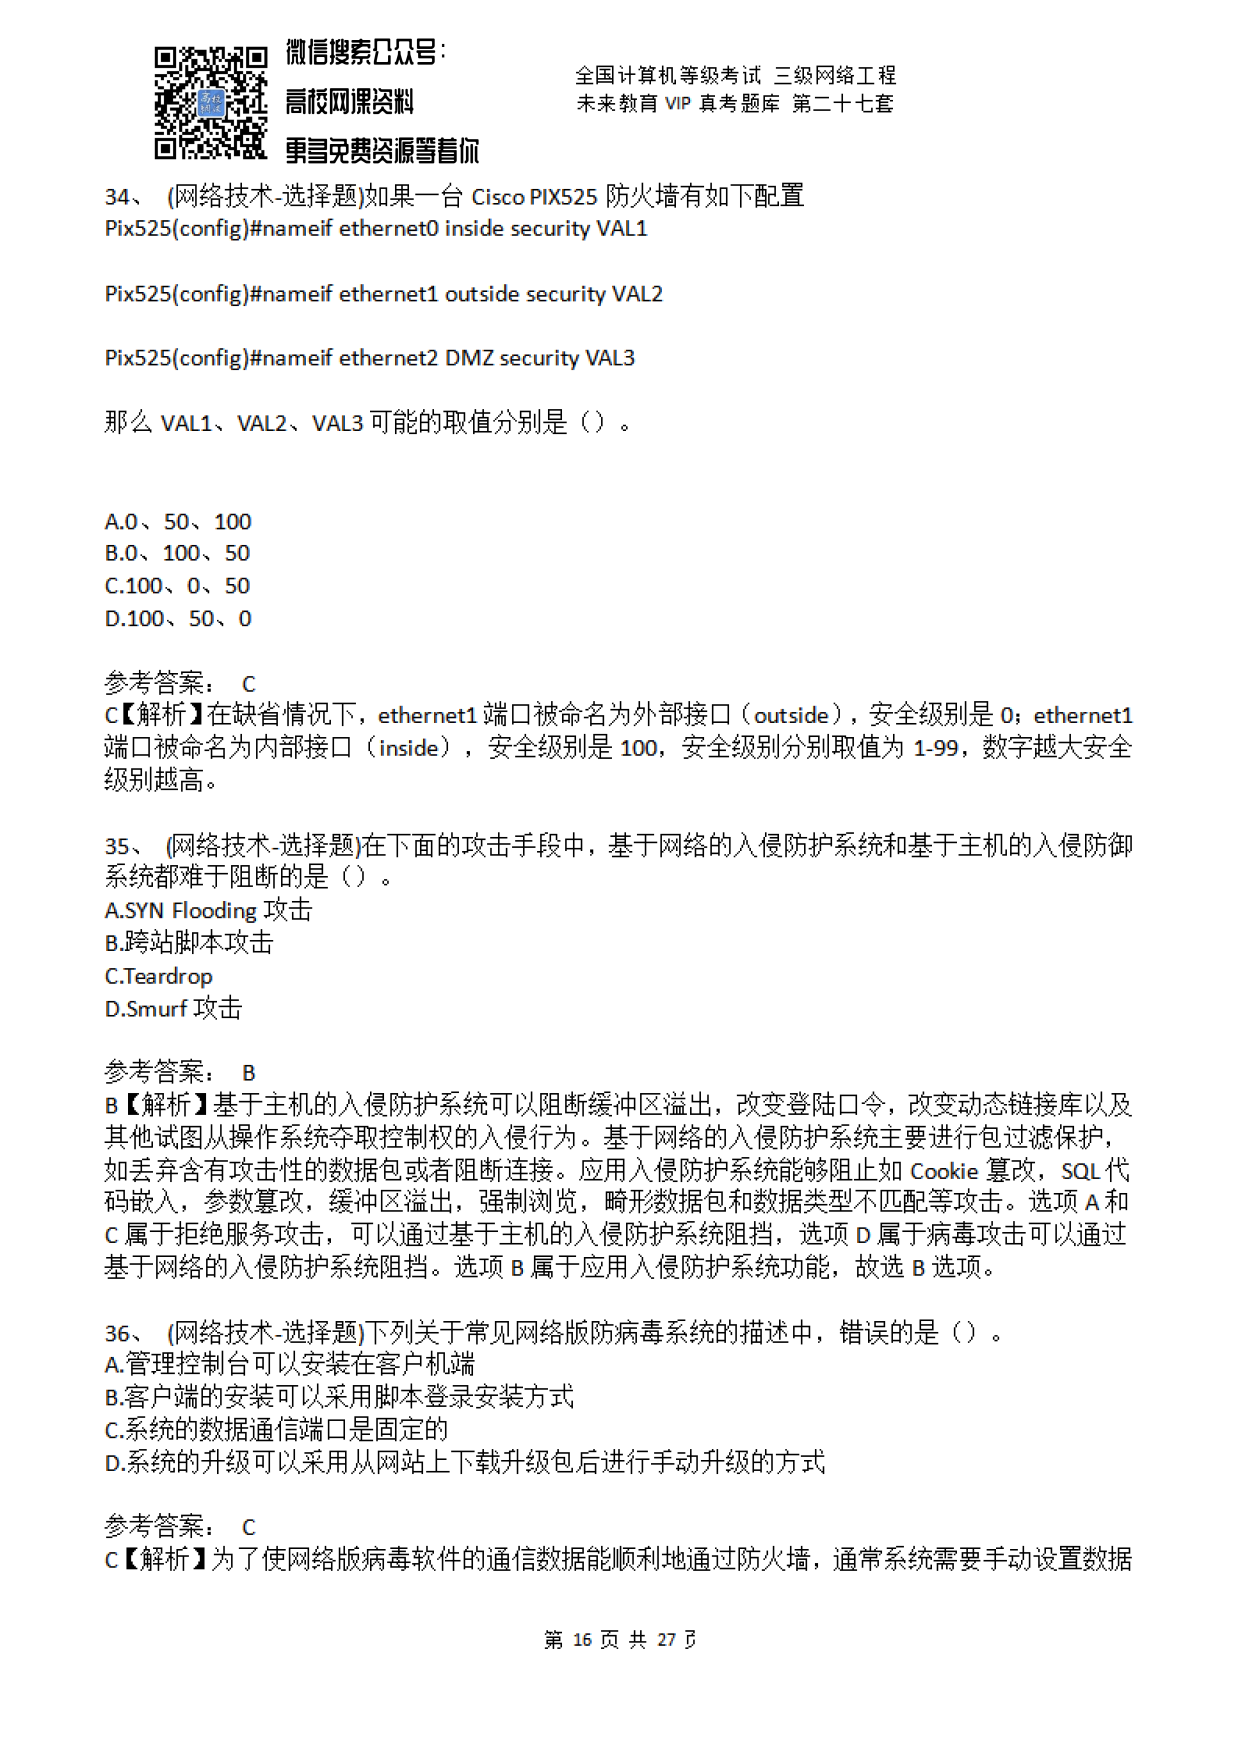 微信搜索公众号：
高校网课资料
更多免费资源等着你
全国计算机等级考试 三级网络工程
未来教育 VIP 真考题库 第二十七套
34、 (网络技术-选择题)如果一台 Cisco PIX525 防火墙有如下配置
Pix525(config)#nameif ethernet0 inside security VAL1
Pix525(config)#nameif ethernet1 outside security VAL2
Pix525(config)#nameif ethernet2 DMZ security VAL3
那么 VAL1、VAL2、VAL3 可能的取值分别是（）。
A.0、50、100
B.0、100、50
C.100、0、50
D.100、50、0
参考答案： C
C【解析】在缺省情况下，ethernet1 端口被命名为外部接口（outside），安全级别是 0；ethernet1
端口被命名为内部接口（inside），安全级别是 100，安全级别分别取值为 1-99，数字越大安全
级别越高。
35、 (网络技术-选择题)在下面的攻击手段中，基于网络的入侵防护系统和基于主机的入侵防御
系统都难于阻断的是（）。
A.SYN Flooding 攻击
B.跨站脚本攻击
C.Teardrop
D.Smurf 攻击
参考答案： B
B【解析】基于主机的入侵防护系统可以阻断缓冲区溢出，改变登陆口令，改变动态链接库以及
其他试图从操作系统夺取控制权的入侵行为。基于网络的入侵防护系统主要进行包过滤保护，
如丢弃含有攻击性的数据包或者阻断连接。应用入侵防护系统能够阻止如 Cookie 篡改，SQL 代
码嵌入，参数篡改，缓冲区溢出，强制浏览，畸形数据包和数据类型不匹配等攻击。选项 A 和
C 属于拒绝服务攻击，可以通过基于主机的入侵防护系统阻挡，选项 D 属于病毒攻击可以通过
基于网络的入侵防护系统阻挡。选项 B 属于应用入侵防护系统功能，故选 B 选项。
36、 (网络技术-选择题)下列关于常见网络版防病毒系统的描述中，错误的是（）。
A.管理控制台可以安装在客户机端
B.客户端的安装可以采用脚本登录安装方式
C.系统的数据通信端口是固定的
D.系统的升级可以采用从网站上下载升级包后进行手动升级的方式
参考答案： C
C【解析】为了使网络版病毒软件的通信数据能顺利地通过防火墙，通常系统需要手动设置数据
第 16 页 共 27 页